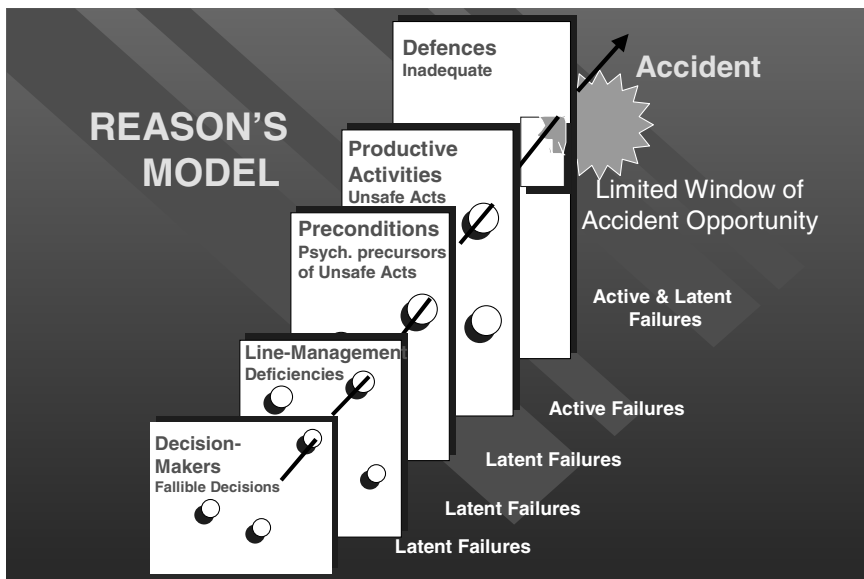 REASON'S
MODEL
Defences
Inadequate
Accident
Productive
Activities
Unsafe Acts
Limited Window of
Accident Opportunity
Preconditions
Psych. precursors
of Unsafe Acts
Active & Latent
Failures
Line-Management
Deficiencies
Active Failures
Decision-
Makers
Fallible Decisions
Latent Failures
Latent Failures
Latent Failures